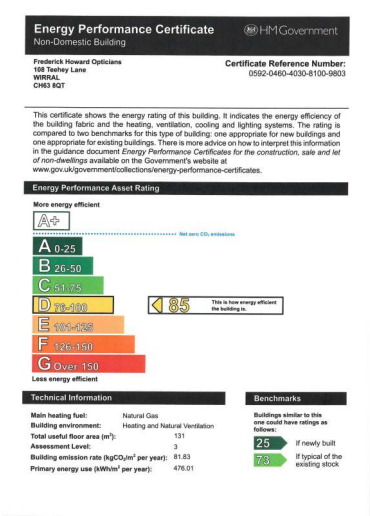 Energy Performance Certificate
HM Government
Non-Domestic Building
Frederick Howard Opticians
108 Teehey Lane
WIRRAL
CH63 8QT
Certificate Reference Number:
0592-0460-4030-8100-9803
This certificate shows the energy rating of this building. It indicates the energy efficiency of
the building fabric and the heating, ventilation, cooling and lighting systems. The rating is
compared to two benchmarks for this type of building: one appropriate for new buildings and
one appropriate for existing buildings. There is more advice on how to interpret this information
in the guidance document Energy Performance Certificates for the construction, sale and let
of non-dwellings available on the Government's website at
www.gov.uk/government/collections/energy-performance-certificates.
Energy Performance Asset Rating
More energy efficient
A+
Net zero CO₂ emissions
A 0-25
B 26-50
C 51-75
D 76-100
85
This is how energy efficient
the building is.
E 101-125
F 126-150
G Over 150
Less energy efficient
Technical Information
Main heating fuel: Natural Gas
Building environment: Heating and Natural Ventilation
Total useful floor area (m²): 131
Assessment Level: 3
Building emission rate (kgCO₂/m² per year): 81.83
Primary energy use (kWh/m² per year): 476.01
Benchmarks
Buildings similar to this
one could have ratings as
follows:
25 If newly built
73 If typical of the
existing stock